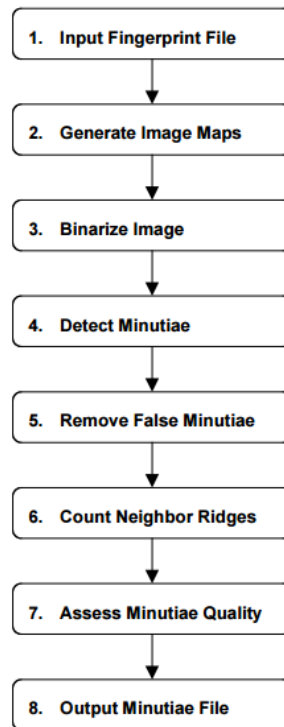 1. Input Fingerprint File
2. Generate Image Maps
3. Binarize Image
4. Detect Minutiae
5. Remove False Minutiae
6. Count Neighbor Ridges
7. Assess Minutiae Quality
8. Output Minutiae File